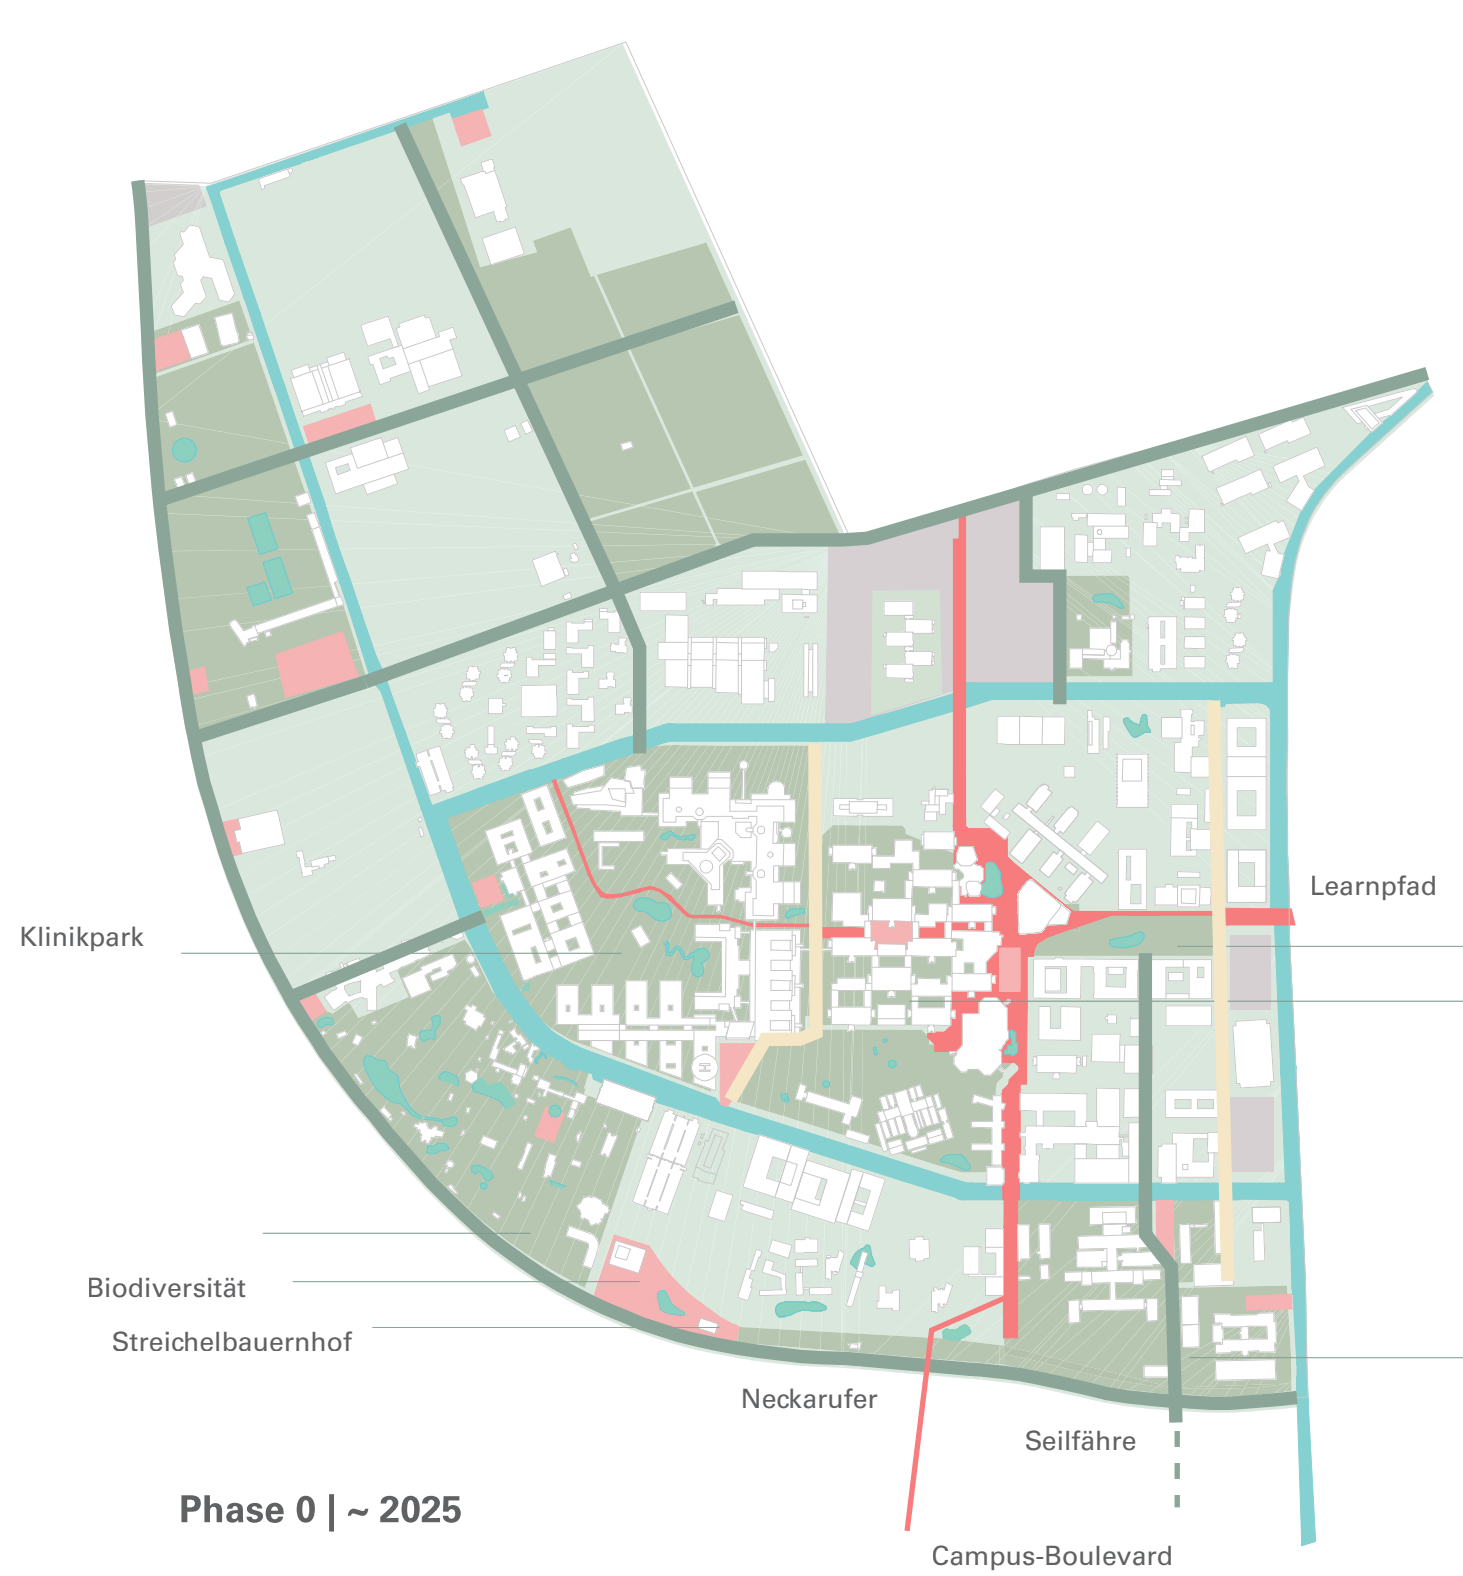 Learnpfad
Klinikpark
Biodiversität
Streichelbauernhof
Neckarufer
Seilfähre
Phase 0 | ~ 2025
Campus-Boulevard
H